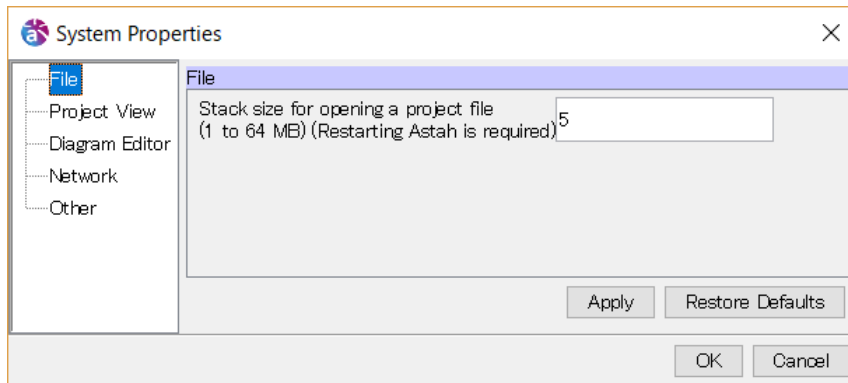 System Properties
File
Project View
Diagram Editor
Network
Other
File
Stack size for opening a project file
(1 to 64 MB) (Restarting Astah is required)
5
Apply
Restore Defaults
OK
Cancel